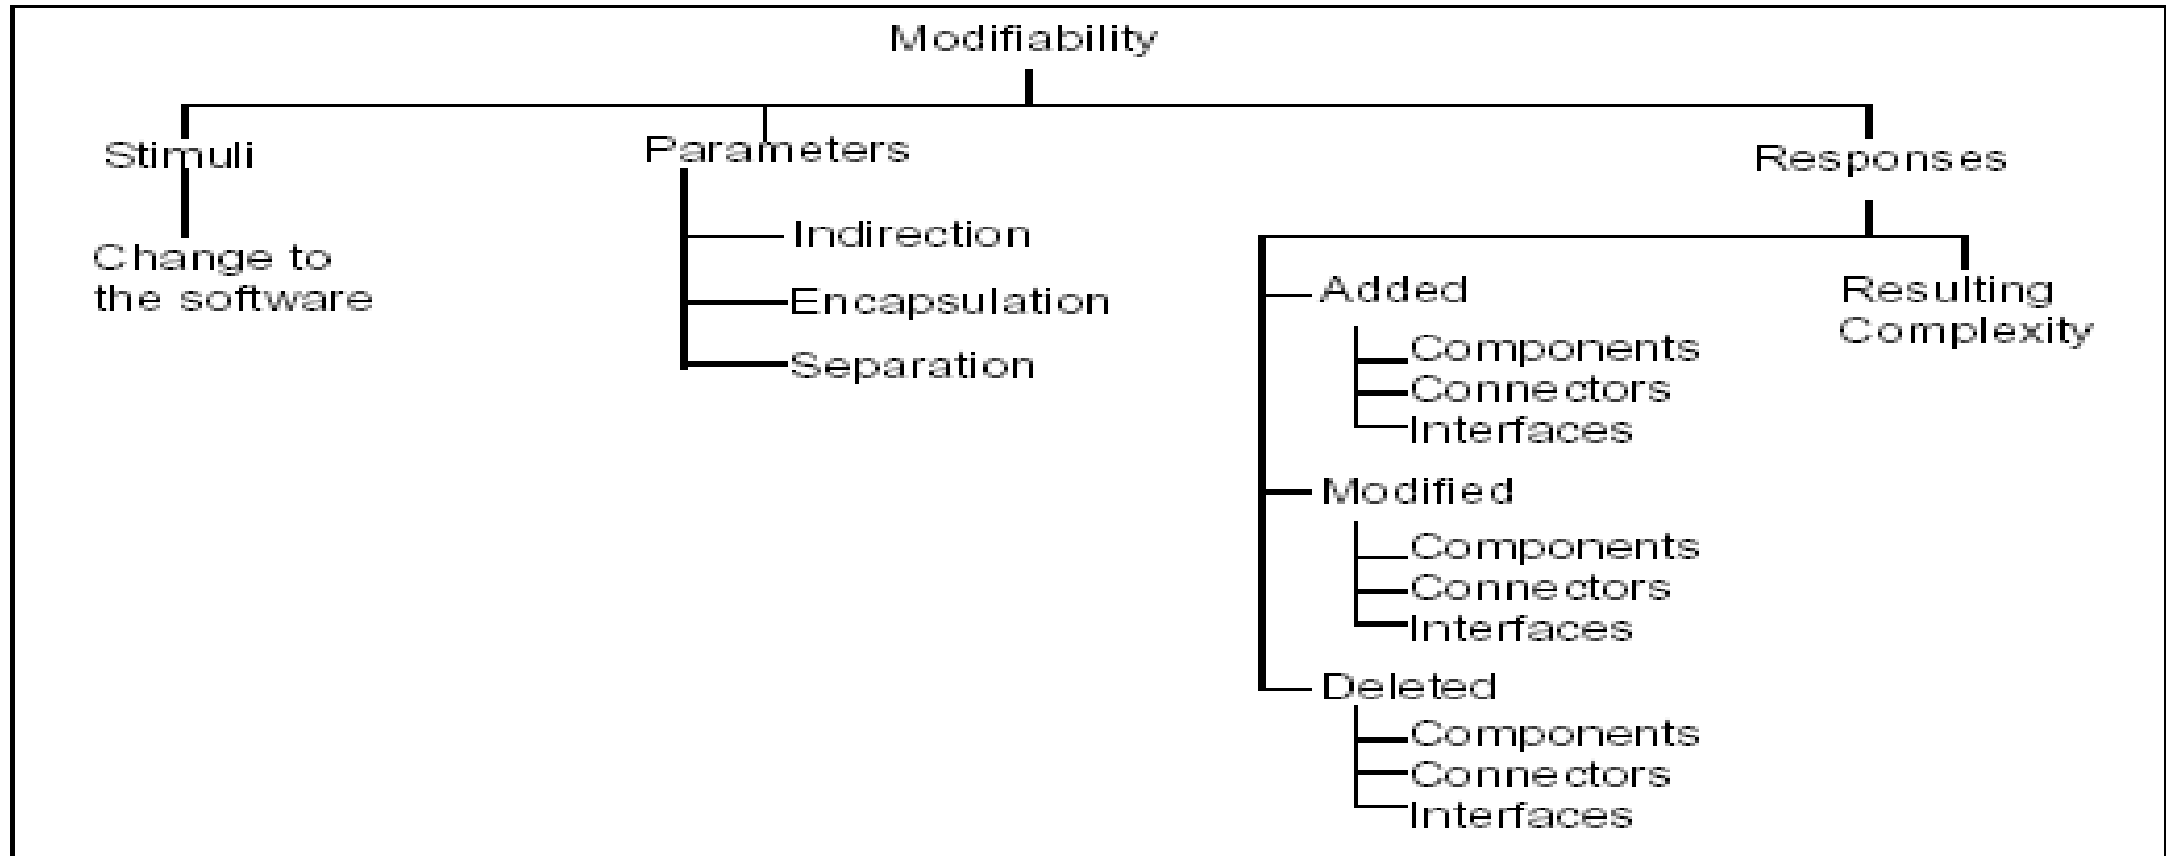 Modifiability
Stimuli
Change to
the software
Parameters
Indirection
Encapsulation
Separation
Responses
Added
Components
Connectors
Interfaces
Modified
Components
Connectors
Interfaces
Deleted
Components
Connectors
Interfaces
Resulting
Complexity